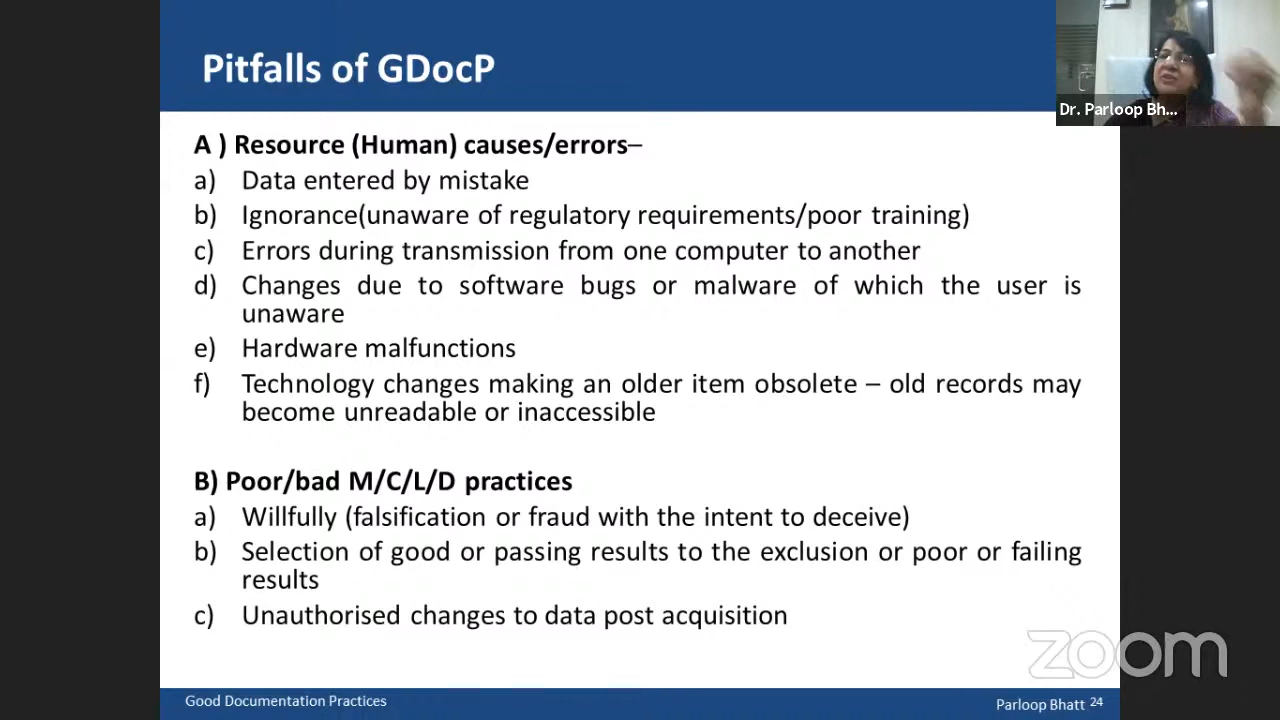 Pitfalls of GDocP
Dr. Parloop Bh...
A ) Resource (Human) causes/errors–
a) Data entered by mistake
b) Ignorance(unaware of regulatory requirements/poor training)
c) Errors during transmission from one computer to another
d) Changes due to software bugs or malware of which the user is
unaware
e) Hardware malfunctions
f) Technology changes making an older item obsolete – old records may
become unreadable or inaccessible
B) Poor/bad M/C/L/D practices
a) Willfully (falsification or fraud with the intent to deceive)
b) Selection of good or passing results to the exclusion or poor or failing
results
c) Unauthorised changes to data post acquisition
zoom
Good Documentation Practices
Parloop Bhatt 24